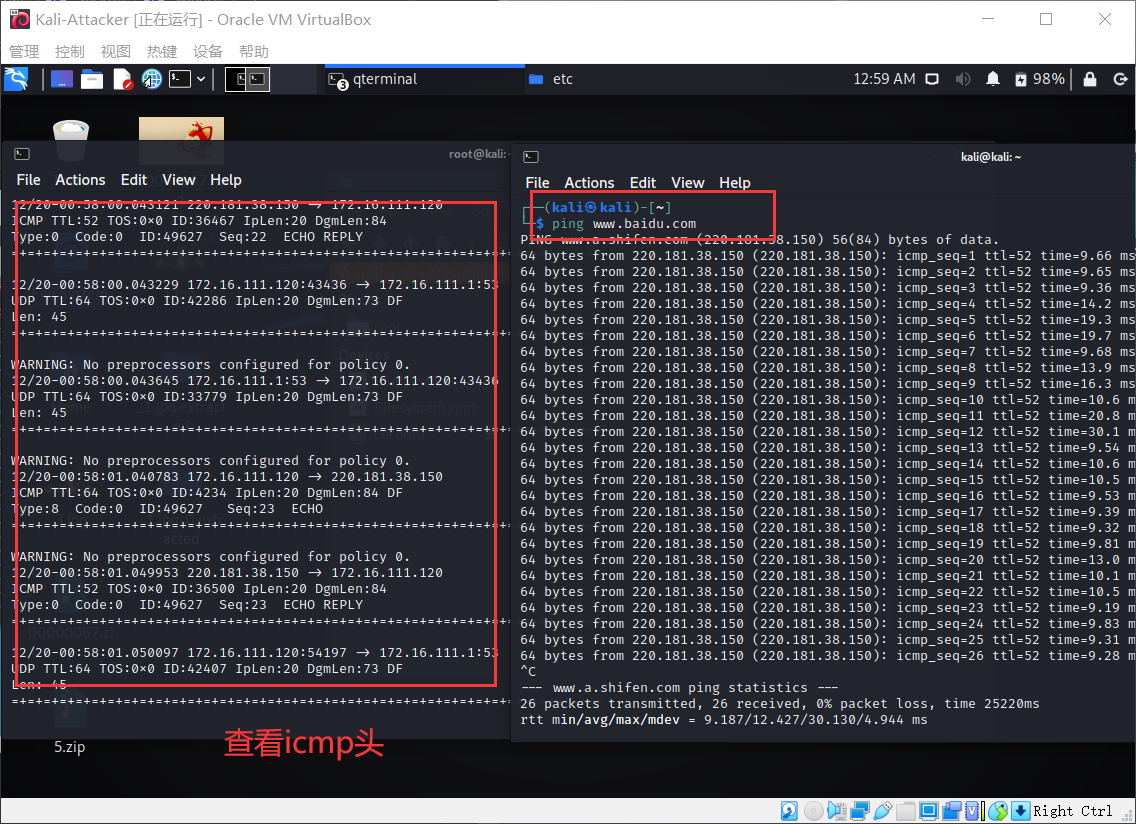 Kali-Attacker [正在运行] - Oracle VM VirtualBox
管理 控制 视图 热键 设备 帮助
qterminal
3
etc
12:59 AM
98%
root@kali:
File Actions Edit View Help
12/20-00:58:00.043121 220.181.38.150 → 172.16.111.120
ICMP TTL:52 TOS:0×0 ID:36467 IpLen:20 DgmLen:84
Type:0 Code:0 ID:49627 Seq:22 ECHO REPLY
=+=+=+=+=+=+=+=+=+=+=+=+=+=+=+=+=+=+=+=+=+=+=+=+=+=+=+=+=+=+=+
12/20-00:58:00.043229 172.16.111.120:43436 → 172.16.111.1:53
UDP TTL:64 TOS:0×0 ID:42286 IpLen:20 DgmLen:73 DF
Len: 45
=+=+=+=+=+=+=+=+=+=+=+=+=+=+=+=+=+=+=+=+=+=+=+=+=+=+=+=+=+=+=+
WARNING: No preprocessors configured for policy 0.
12/20-00:58:00.043645 172.16.111.1:53 → 172.16.111.120:43436
UDP TTL:64 TOS:0×0 ID:33779 IpLen:20 DgmLen:73 DF
Len: 45
=+=+=+=+=+=+=+=+=+=+=+=+=+=+=+=+=+=+=+=+=+=+=+=+=+=+=+=+=+=+=+
WARNING: No preprocessors configured for policy 0.
12/20-00:58:01.040783 172.16.111.120 → 220.181.38.150
ICMP TTL:64 TOS:0×0 ID:4234 IpLen:20 DgmLen:84 DF
Type:8 Code:0 ID:49627 Seq:23 ECHO
=+=+=+=+=+=+=+=+=+=+=+=+=+=+=+=+=+=+=+=+=+=+=+=+=+=+=+=+=+=+=+
WARNING: No preprocessors configured for policy 0.
12/20-00:58:01.049953 220.181.38.150 → 172.16.111.120
ICMP TTL:52 TOS:0×0 ID:36500 IpLen:20 DgmLen:84
Type:0 Code:0 ID:49627 Seq:23 ECHO REPLY
=+=+=+=+=+=+=+=+=+=+=+=+=+=+=+=+=+=+=+=+=+=+=+=+=+=+=+=+=+=+=+
12/20-00:58:01.050097 172.16.111.120:54197 → 172.16.111.1:53
UDP TTL:64 TOS:0×0 ID:42407 IpLen:20 DgmLen:73 DF
Len: 45
=+=+=+=+=+=+=+=+=+=+=+=+=+=+=+=+=+=+=+=+=+=+=+=+=+=+=+=+=+=+=+
查看icmp头
5.zip
kali@kali: ~
File Actions Edit View Help
┌──(kali㉿kali)-[~]
└─$ ping www.baidu.com
PING www.a.shifen.com (220.181.38.150) 56(84) bytes of data.
64 bytes from 220.181.38.150 (220.181.38.150): icmp_seq=1 ttl=52 time=9.66 ms
64 bytes from 220.181.38.150 (220.181.38.150): icmp_seq=2 ttl=52 time=9.65 ms
64 bytes from 220.181.38.150 (220.181.38.150): icmp_seq=3 ttl=52 time=9.36 ms
64 bytes from 220.181.38.150 (220.181.38.150): icmp_seq=4 ttl=52 time=14.2 ms
64 bytes from 220.181.38.150 (220.181.38.150): icmp_seq=5 ttl=52 time=19.3 ms
64 bytes from 220.181.38.150 (220.181.38.150): icmp_seq=6 ttl=52 time=19.7 ms
64 bytes from 220.181.38.150 (220.181.38.150): icmp_seq=7 ttl=52 time=9.68 ms
64 bytes from 220.181.38.150 (220.181.38.150): icmp_seq=8 ttl=52 time=13.9 ms
64 bytes from 220.181.38.150 (220.181.38.150): icmp_seq=9 ttl=52 time=16.3 ms
64 bytes from 220.181.38.150 (220.181.38.150): icmp_seq=10 ttl=52 time=10.6 m
64 bytes from 220.181.38.150 (220.181.38.150): icmp_seq=11 ttl=52 time=20.8 m
64 bytes from 220.181.38.150 (220.181.38.150): icmp_seq=12 ttl=52 time=30.1 m
64 bytes from 220.181.38.150 (220.181.38.150): icmp_seq=13 ttl=52 time=9.54 m
64 bytes from 220.181.38.150 (220.181.38.150): icmp_seq=14 ttl=52 time=10.6 m
64 bytes from 220.181.38.150 (220.181.38.150): icmp_seq=15 ttl=52 time=10.5 m
64 bytes from 220.181.38.150 (220.181.38.150): icmp_seq=16 ttl=52 time=9.53 m
64 bytes from 220.181.38.150 (220.181.38.150): icmp_seq=17 ttl=52 time=9.39 m
64 bytes from 220.181.38.150 (220.181.38.150): icmp_seq=18 ttl=52 time=9.32 m
64 bytes from 220.181.38.150 (220.181.38.150): icmp_seq=19 ttl=52 time=9.81 m
64 bytes from 220.181.38.150 (220.181.38.150): icmp_seq=20 ttl=52 time=13.0 m
64 bytes from 220.181.38.150 (220.181.38.150): icmp_seq=21 ttl=52 time=10.1 m
64 bytes from 220.181.38.150 (220.181.38.150): icmp_seq=22 ttl=52 time=10.5 m
64 bytes from 220.181.38.150 (220.181.38.150): icmp_seq=23 ttl=52 time=9.19 m
64 bytes from 220.181.38.150 (220.181.38.150): icmp_seq=24 ttl=52 time=9.83 m
64 bytes from 220.181.38.150 (220.181.38.150): icmp_seq=25 ttl=52 time=9.31 m
64 bytes from 220.181.38.150 (220.181.38.150): icmp_seq=26 ttl=52 time=9.28 m
^C
--- www.a.shifen.com ping statistics ---
26 packets transmitted, 26 received, 0% packet loss, time 25220ms
rtt min/avg/max/mdev = 9.187/12.427/30.130/4.944 ms
Right Ctrl